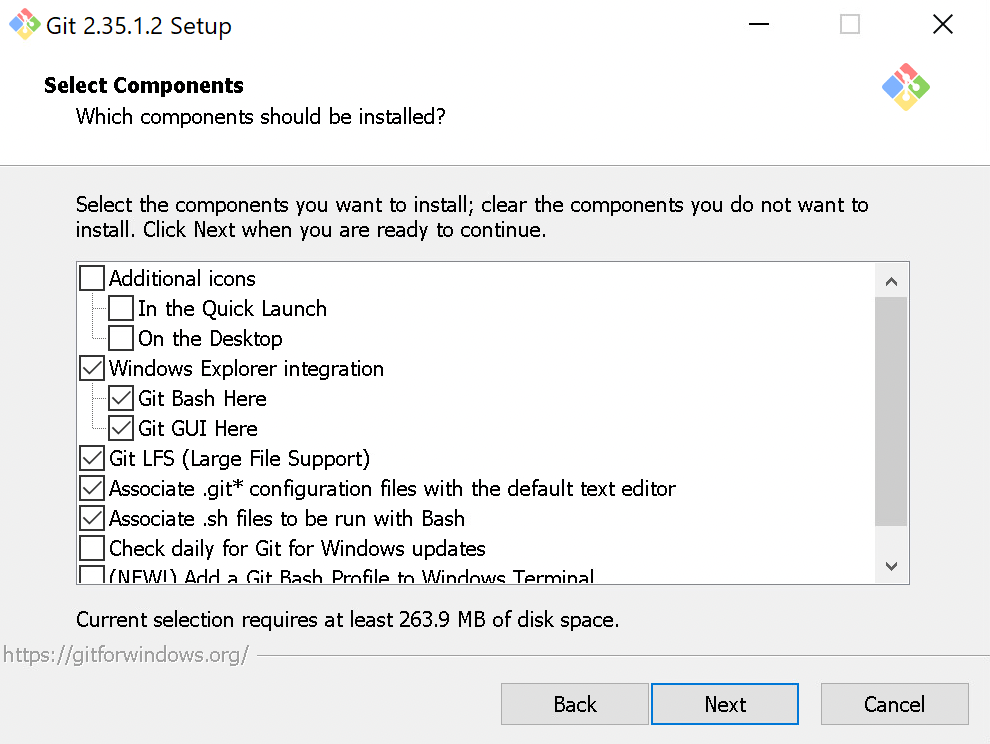 Git 2.35.1.2 Setup
Select Components
Which components should be installed?
Select the components you want to install; clear the components you do not want to
install. Click Next when you are ready to continue.
Additional icons
In the Quick Launch
On the Desktop
Windows Explorer integration
Git Bash Here
Git GUI Here
Git LFS (Large File Support)
Associate .git* configuration files with the default text editor
Associate .sh files to be run with Bash
Check daily for Git for Windows updates
(NEW!) Add a Git Bash Profile to Windows Terminal
Current selection requires at least 263.9 MB of disk space.
https://gitforwindows.org/
Back Next Cancel